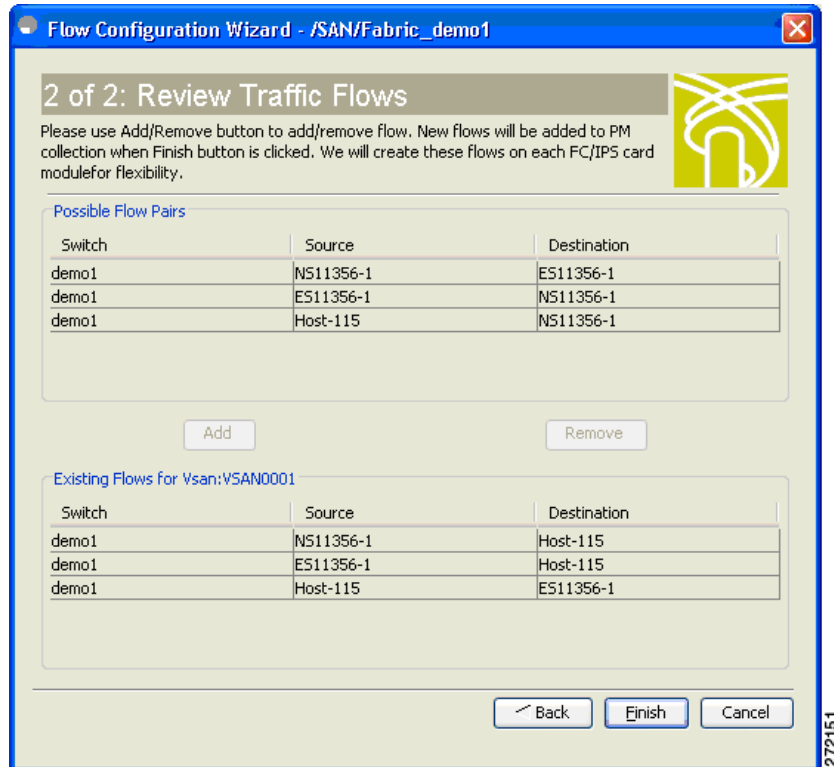 Flow Configuration Wizard - /SAN/Fabric_demo1
2 of 2: Review Traffic Flows
Please use Add/Remove button to add/remove flow. New flows will be added to PM
collection when Finish button is clicked. We will create these flows on each FC/IPS card
modulefor flexibility.
Possible Flow Pairs
Switch Source Destination
demo1 NS11356-1 ES11356-1
demo1 ES11356-1 NS11356-1
demo1 Host-115 NS11356-1
Add Remove
Existing Flows for Vsan:VSAN0001
Switch Source Destination
demo1 NS11356-1 Host-115
demo1 ES11356-1 Host-115
demo1 Host-115 ES11356-1
Back Finish Cancel
272151